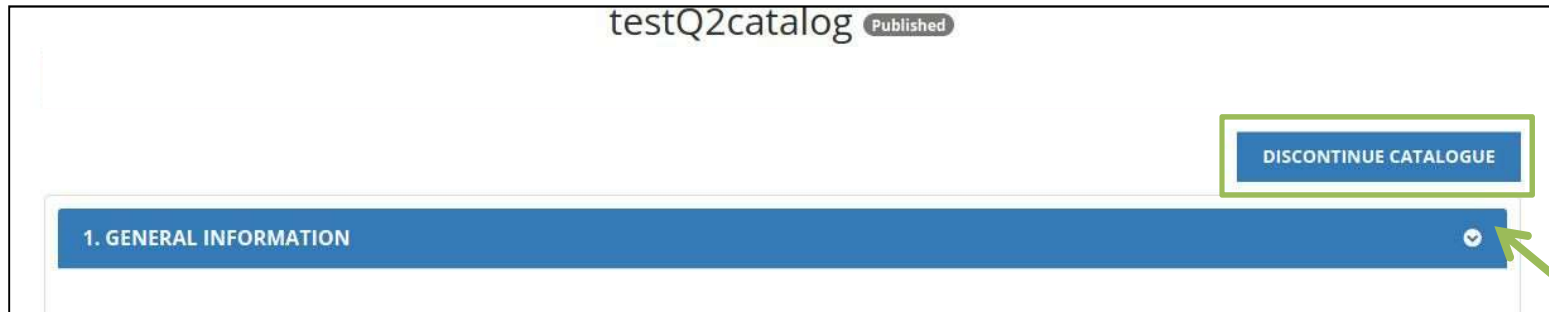 testQ2catalog Published
DISCONTINUE CATALOGUE
1. GENERAL INFORMATION